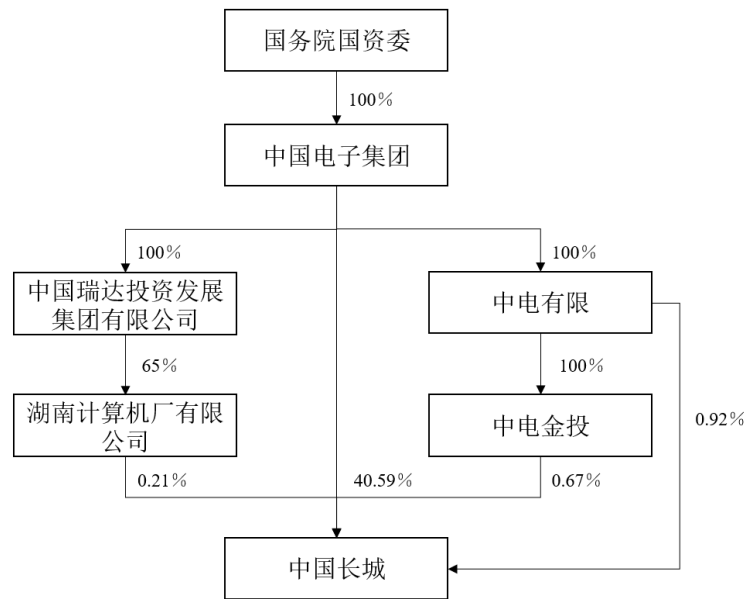 国务院国资委
100%
中国电子集团
100%
100%
中国瑞达投资发展
集团有限公司
中电有限
65%
100%
湖南计算机厂有限
公司
中电金投
0.92%
0.21%
40.59%
0.67%
中国长城